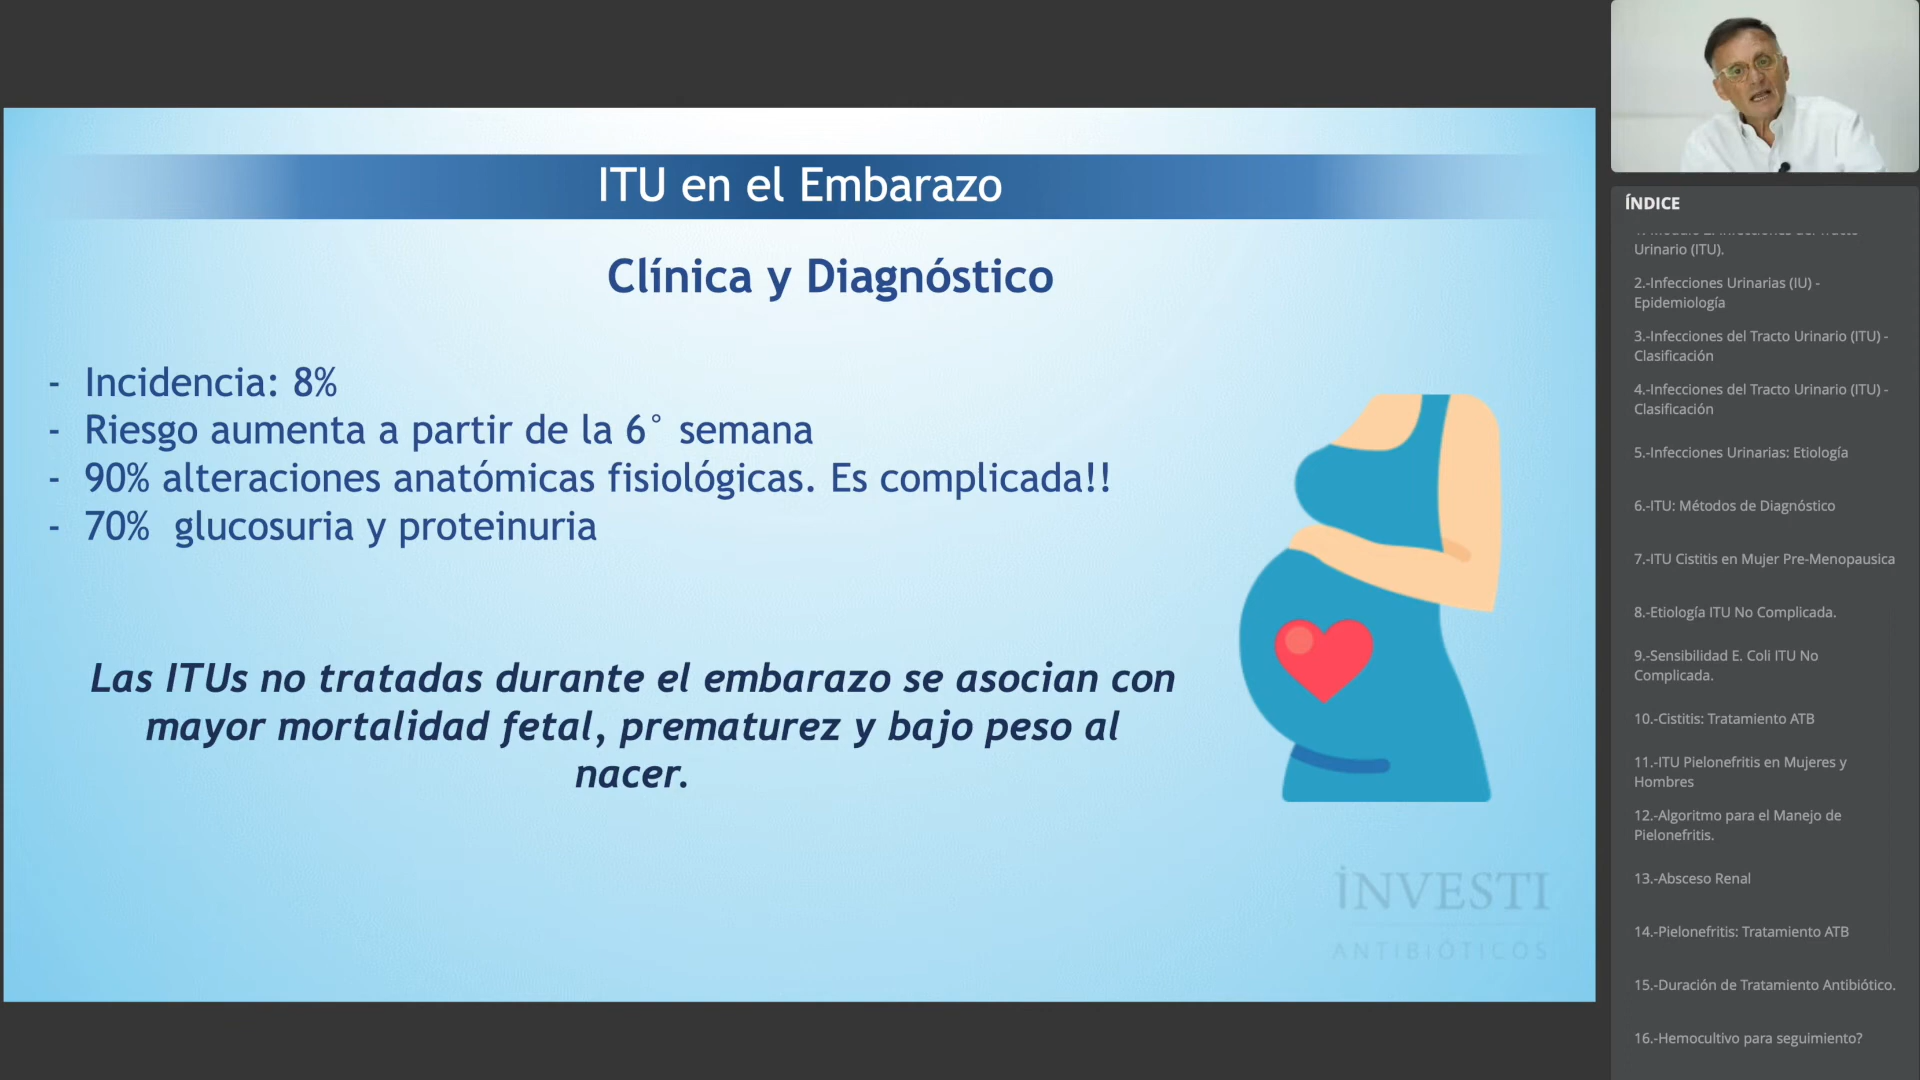 ITU en el Embarazo
Clínica y Diagnóstico
- Incidencia: 8%
- Riesgo aumenta a partir de la 6° semana
- 90% alteraciones anatómicas fisiológicas. Es complicada!!
- 70% glucosuria y proteinuria
Las ITUs no tratadas durante el embarazo se asocian con
mayor mortalidad fetal, prematurez y bajo peso al
nacer.
INVESTI
ANTIBIÓTICOS
ÍNDICE
Urinario (ITU).
2.-Infecciones Urinarias (IU) -
Epidemiología
3.-Infecciones del Tracto Urinario (ITU) -
Clasificación
4.-Infecciones del Tracto Urinario (ITU) -
Clasificación
5.-Infecciones Urinarias: Etiología
6.-ITU: Métodos de Diagnóstico
7.-ITU Cistitis en Mujer Pre-Menopausica
8.-Etiología ITU No Complicada.
9.-Sensibilidad E. Coli ITU No
Complicada.
10.-Cistitis: Tratamiento ATB
11.-ITU Pielonefritis en Mujeres y
Hombres
12.-Algoritmo para el Manejo de
Pielonefritis.
13.-Absceso Renal
14.-Pielonefritis: Tratamiento ATB
15.-Duración de Tratamiento Antibiótico.
16.-Hemocultivo para seguimiento?